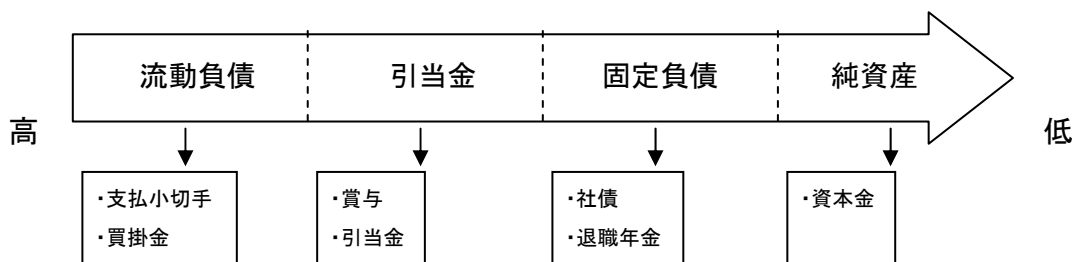 流動負債
引当金
固定負債
純資産
高
低
・支払小切手
・買掛金
・賞与
・引当金
・社債
・退職年金
・資本金